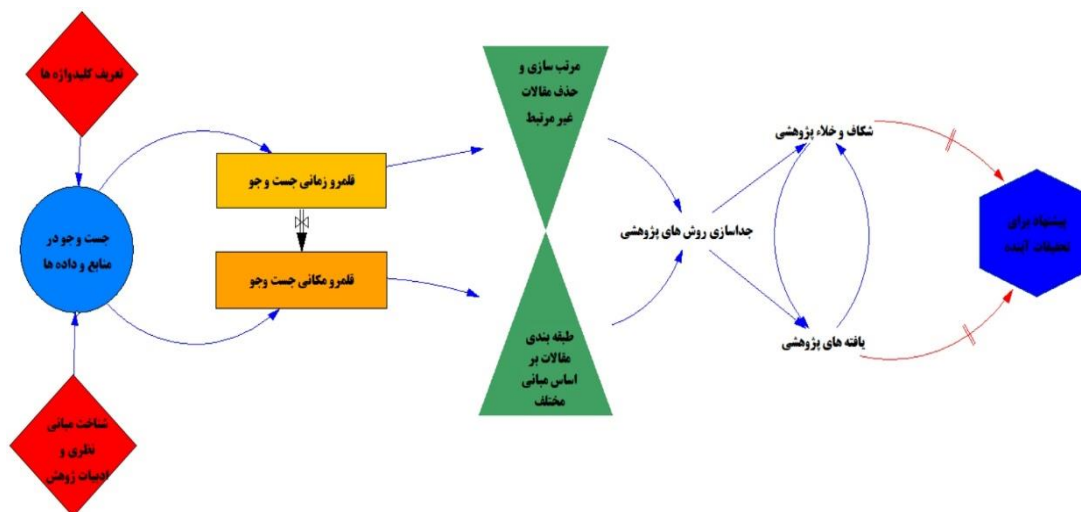 تعریف کلیدواژه ها
جست و جو در
منابع و داده ها
شناخت مبانی
نظری و
ادبیات ژوهش
قلمرو زمانی جست و جو
قلمرو مکانی جست وجو
مرتب سازی و
حذف مقالات
غیر مرتبط
طبقه بندی
مقالات بر
اساس مبانی
مختلف
جداسازی روش های پژوهشی
شکاف و خلاء پژوهشی
یافته های پژوهشی
پیشنهاد برای
تحقیقات آینده